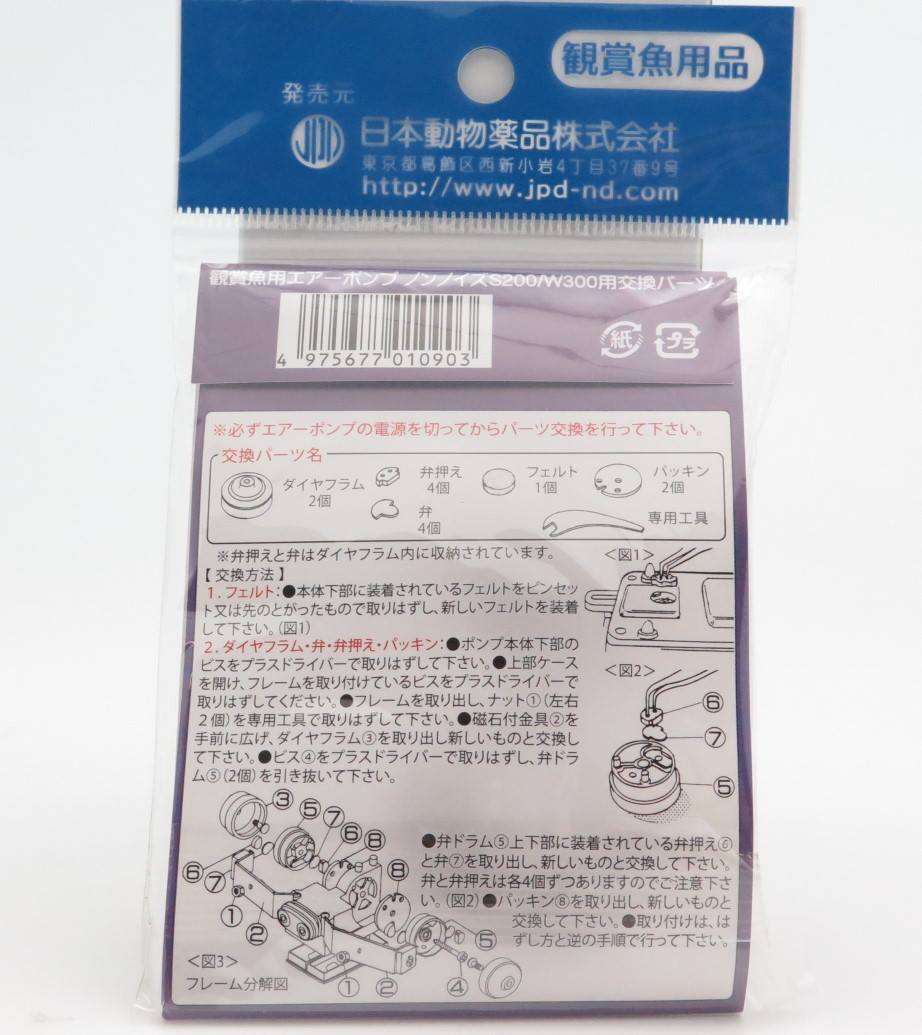 観賞魚用品
発売元
JPD 日本動物薬品株式会社
東京都葛飾区西新小岩4丁目37番9号
http://www.jpd-nd.com
観賞魚用エアーポンプ ノンノイズS200/W300用交換パーツ
4 975677 010903
紙 プラ
※必ずエアーポンプの電源を切ってからパーツ交換を行って下さい。
交換パーツ名
ダイヤフラム
2個
弁押え
4個
弁
4個
フェルト
1個
パッキン
2個
専用工具
※弁押えと弁はダイヤフラム内に収納されています。
【 交換方法 】
1. フェルト:●本体下部に装着されているフェルトをピンセッ
ト又は先のとがったもので取りはずし、新しいフェルトを装着
して下さい。(図1)
2. ダイヤフラム・弁・弁押え・パッキン:●ポンプ本体下部の
ビスをプラスドライバーで取りはずして下さい。●上部ケース
を開け、フレームを取り付けているビスをプラスドライバーで
取りはずしてください。●フレームを取り出し、ナット①(左右
2個)を専用工具で取りはずして下さい。●磁石付金具②を
手前に広げ、ダイヤフラム③を取り出し新しいものと交換し
て下さい。●ビス④をプラスドライバーで取りはずし、弁ドラ
ム⑤(2個)を引き抜いて下さい。
<図1>
<図2>
⑥
⑦
⑤
●弁ドラム⑤上下部に装着されている弁押え⑥
と弁⑦を取り出し、新しいものと交換して下さい。
弁と弁押えは各4個ずつありますのでご注意下さ
い。(図2)●パッキン⑧を取り出し、新しいものと
交換して下さい。●取り付けは、は
ずし方と逆の手順で行って下さい。
③
⑤
⑦
⑥
⑧
⑧
⑥
⑦
①
②
⑤
①
②
④
<図3>
フレーム分解図